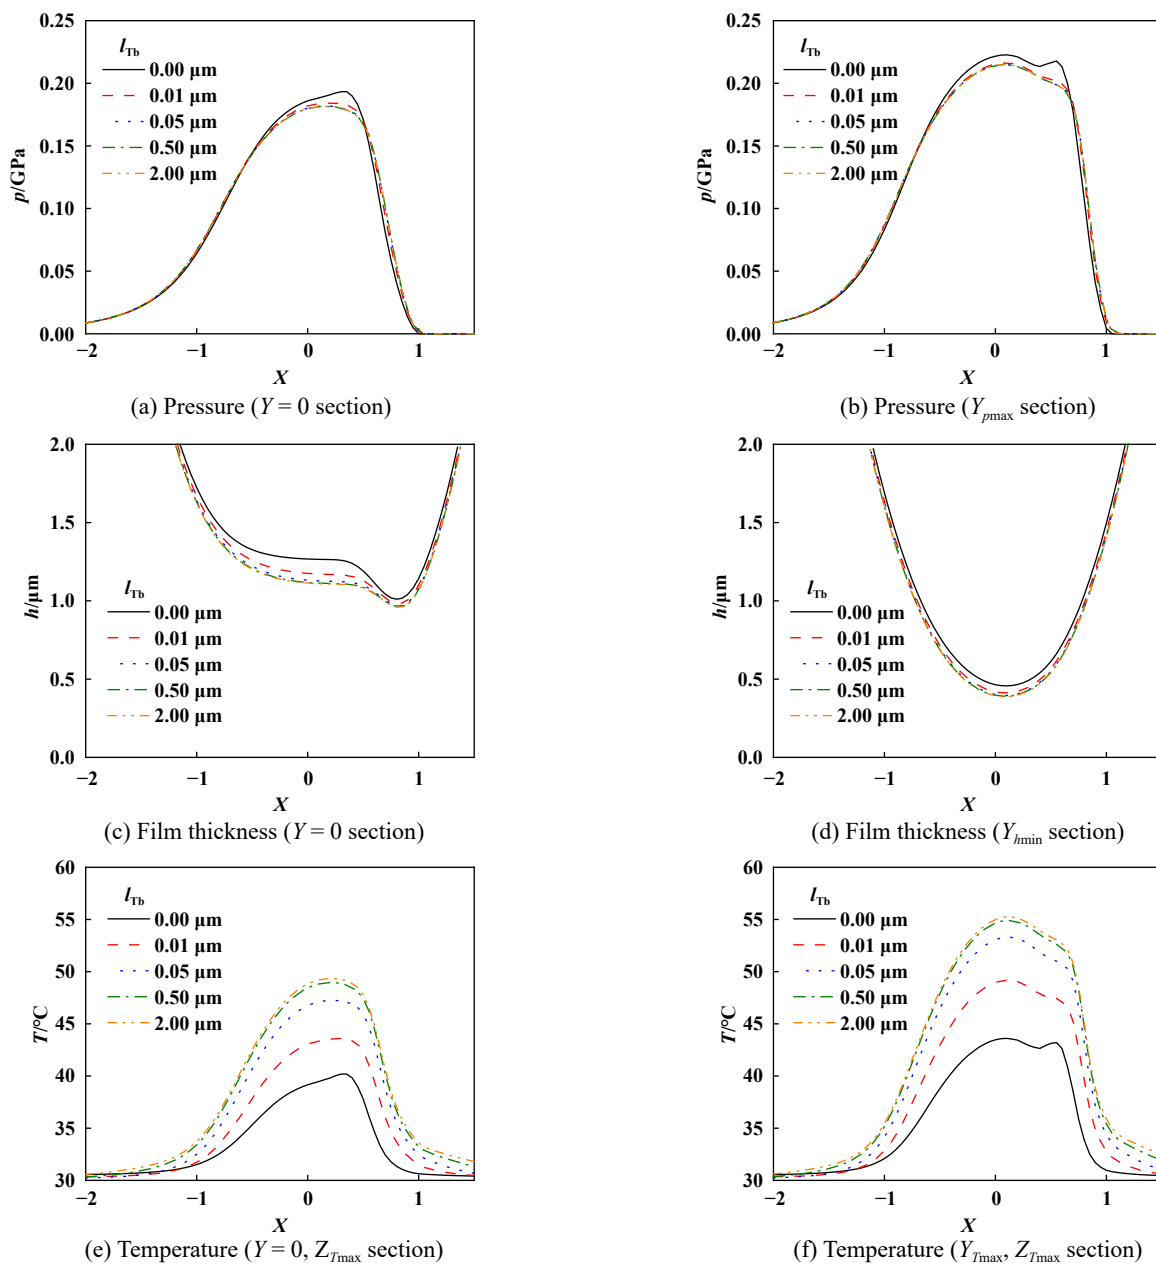 0.25
0.20
0.15
0.10
0.05
0.00
p/GPa
l_Tb
0.00 μm
0.01 μm
0.05 μm
0.50 μm
2.00 μm
−2 −1 0 1
X
(a) Pressure (Y = 0 section)
0.25
0.20
0.15
0.10
0.05
0.00
p/GPa
l_Tb
0.00 μm
0.01 μm
0.05 μm
0.50 μm
2.00 μm
−2 −1 0 1
X
(b) Pressure (Y_pmax section)
2.0
1.5
1.0
0.5
0.0
h/μm
l_Tb
0.00 μm
0.01 μm
0.05 μm
0.50 μm
2.00 μm
−2 −1 0 1
X
(c) Film thickness (Y = 0 section)
2.0
1.5
1.0
0.5
0.0
h/μm
l_Tb
0.00 μm
0.01 μm
0.05 μm
0.50 μm
2.00 μm
−2 −1 0 1
X
(d) Film thickness (Y_hmin section)
60
55
50
45
40
35
30
T/°C
l_Tb
0.00 μm
0.01 μm
0.05 μm
0.50 μm
2.00 μm
−2 −1 0 1
X
(e) Temperature (Y = 0, Z_Tmax section)
60
55
50
45
40
35
30
T/°C
l_Tb
0.00 μm
0.01 μm
0.05 μm
0.50 μm
2.00 μm
−2 −1 0 1
X
(f) Temperature (Y_Tmax, Z_Tmax section)